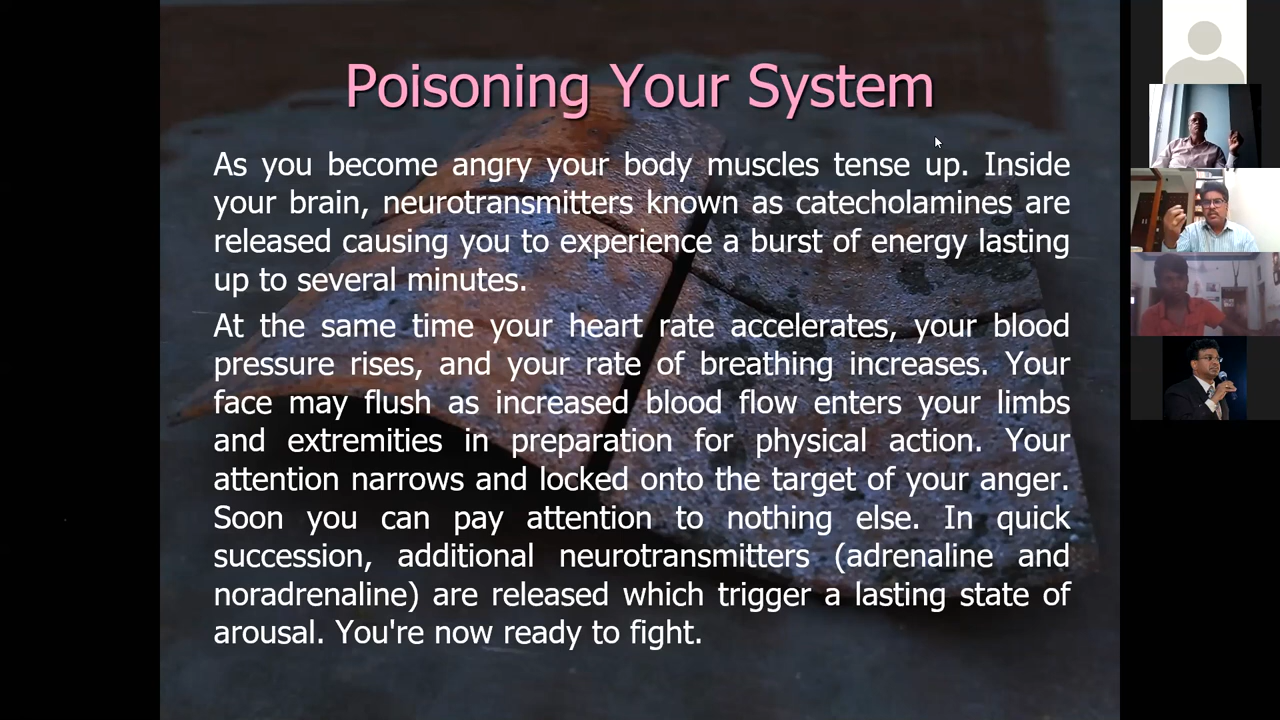 Poisoning Your System
As you become angry your body muscles tense up. Inside
your brain, neurotransmitters known as catecholamines are
released causing you to experience a burst of energy lasting
up to several minutes.
At the same time your heart rate accelerates, your blood
pressure rises, and your rate of breathing increases. Your
face may flush as increased blood flow enters your limbs
and extremities in preparation for physical action. Your
attention narrows and locked onto the target of your anger.
Soon you can pay attention to nothing else. In quick
succession, additional neurotransmitters (adrenaline and
noradrenaline) are released which trigger a lasting state of
arousal. You're now ready to fight.